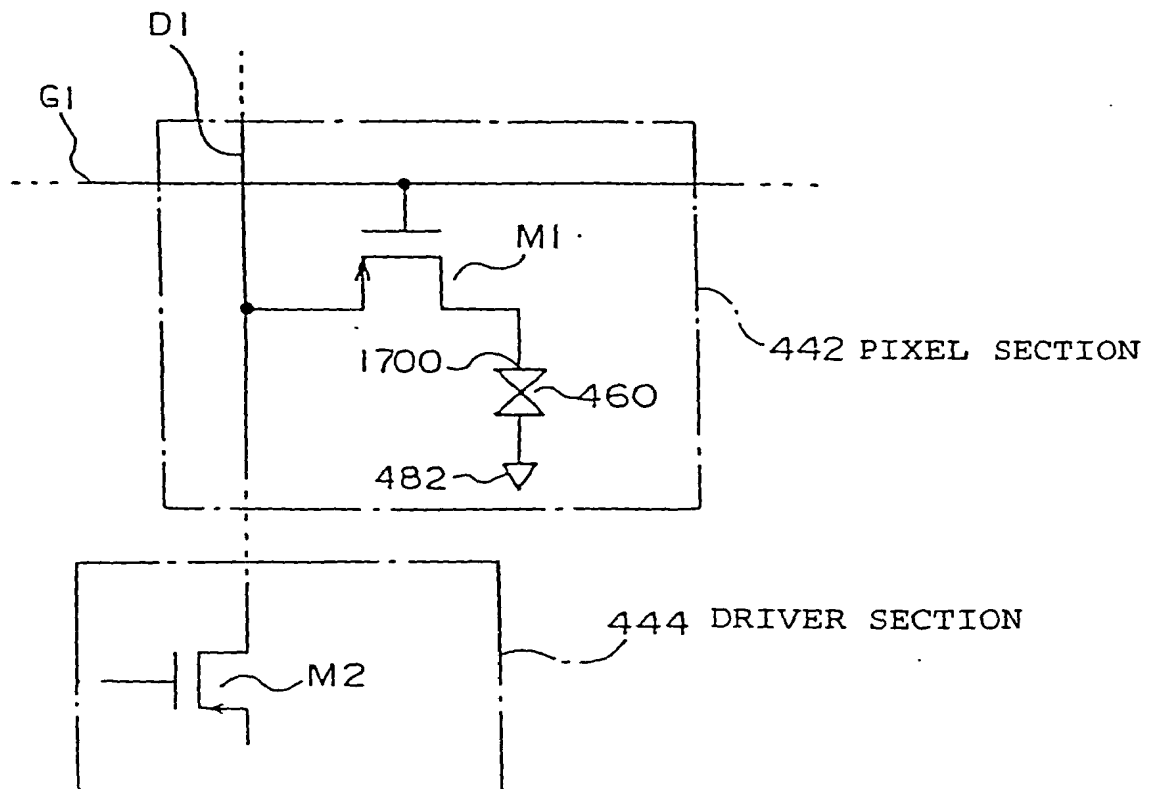 D1
G1
M1
442 PIXEL SECTION
1700
460
482
444 DRIVER SECTION
M2